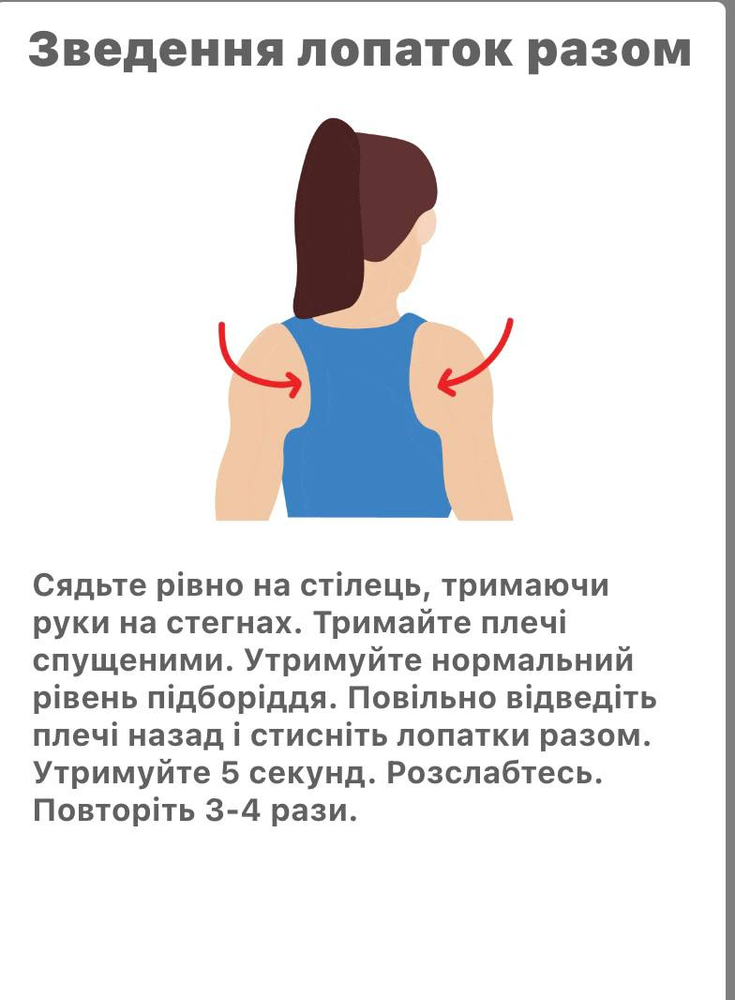 Зведення лопаток разом
Сядьте рівно на стілець, тримаючи
руки на стегнах. Тримайте плечі
спущеними. Утримуйте нормальний
рівень підборіддя. Повільно відведіть
плечі назад і стисніть лопатки разом.
Утримуйте 5 секунд. Розслабтесь.
Повторіть 3-4 рази.